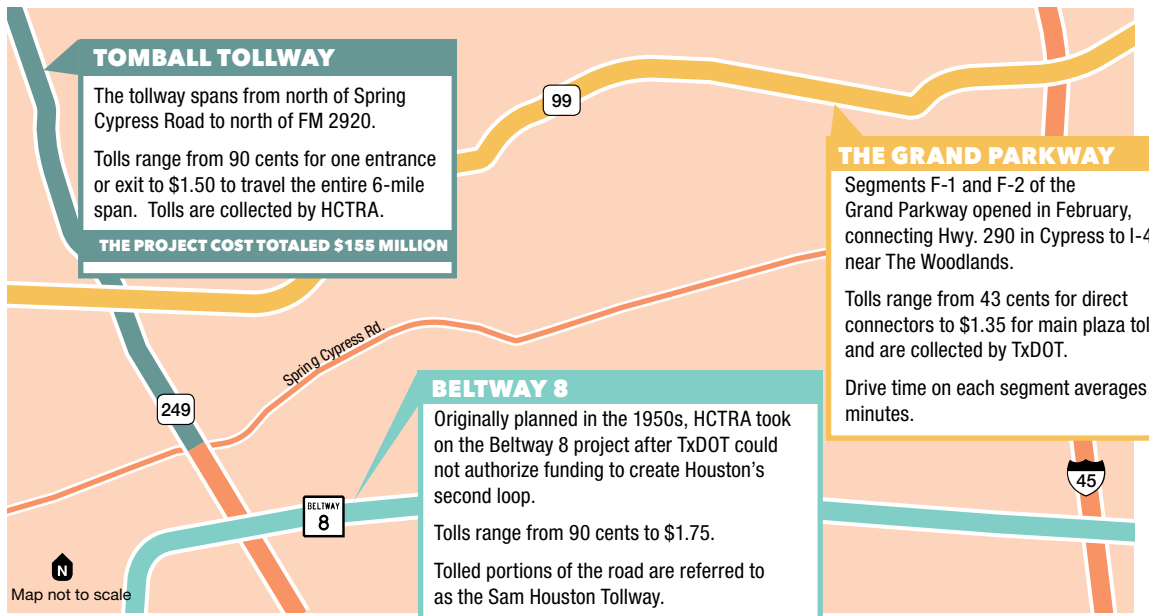 TOMBALL TOLLWAY
The tollway spans from north of Spring
Cypress Road to north of FM 2920.
Tolls range from 90 cents for one entrance
or exit to $1.50 to travel the entire 6-mile
span. Tolls are collected by HCTRA.
THE PROJECT COST TOTALED $155 MILLION
99
THE GRAND PARKWAY
Segments F-1 and F-2 of the
Grand Parkway opened in February,
connecting Hwy. 290 in Cypress to I-4
near The Woodlands.
Tolls range from 43 cents for direct
connectors to $1.35 for main plaza tol
and are collected by TxDOT.
Drive time on each segment averages
minutes.
Spring Cypress Rd.
249
BELTWAY 8
Originally planned in the 1950s, HCTRA took
on the Beltway 8 project after TxDOT could
not authorize funding to create Houston’s
second loop.
Tolls range from 90 cents to $1.75.
Tolled portions of the road are referred to
as the Sam Houston Tollway.
BELTWAY
8
45
N
Map not to scale